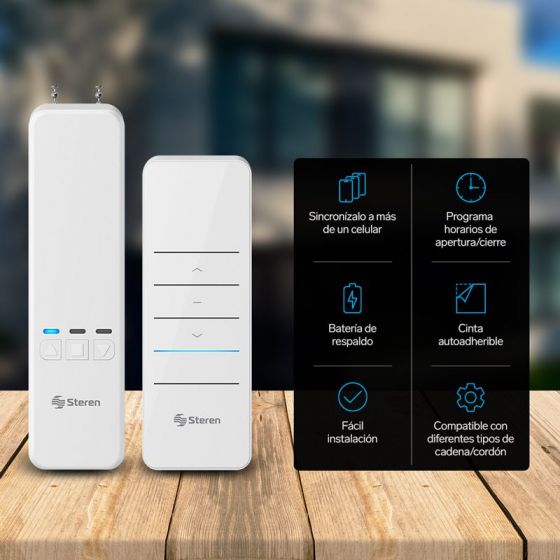 Steren
Steren
Sincronízalo a más
de un celular
Programa
horarios de
apertura/cierre
Batería de
respaldo
Cinta
autoadherible
Fácil
instalación
Compatible con
diferentes tipos de
cadena/cordón